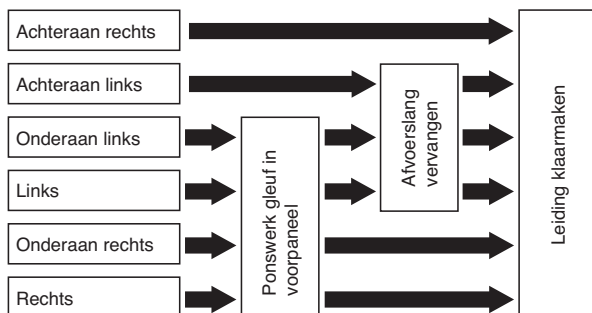 Achteraan rechts
Achteraan links
Onderaan links
Links
Onderaan rechts
Rechts
Ponswerk gleuf in
voorpaneel
Afvoerslang
vervangen
Leiding klaarmaken